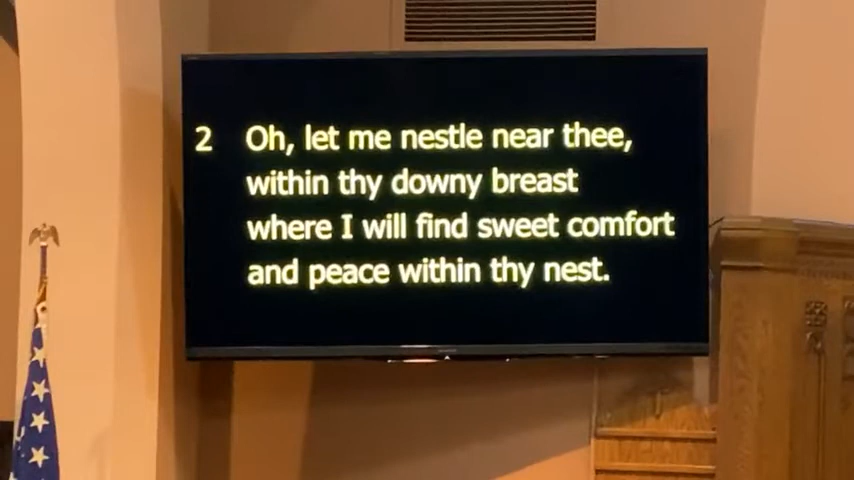 2 Oh, let me nestle near thee,
within thy downy breast
where I will find sweet comfort
and peace within thy nest.